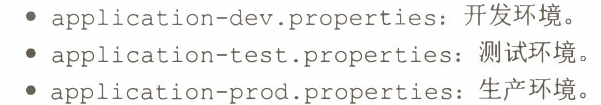 • application-dev.properties：开发环境。
• application-test.properties：测试环境。
• application-prod.properties：生产环境。